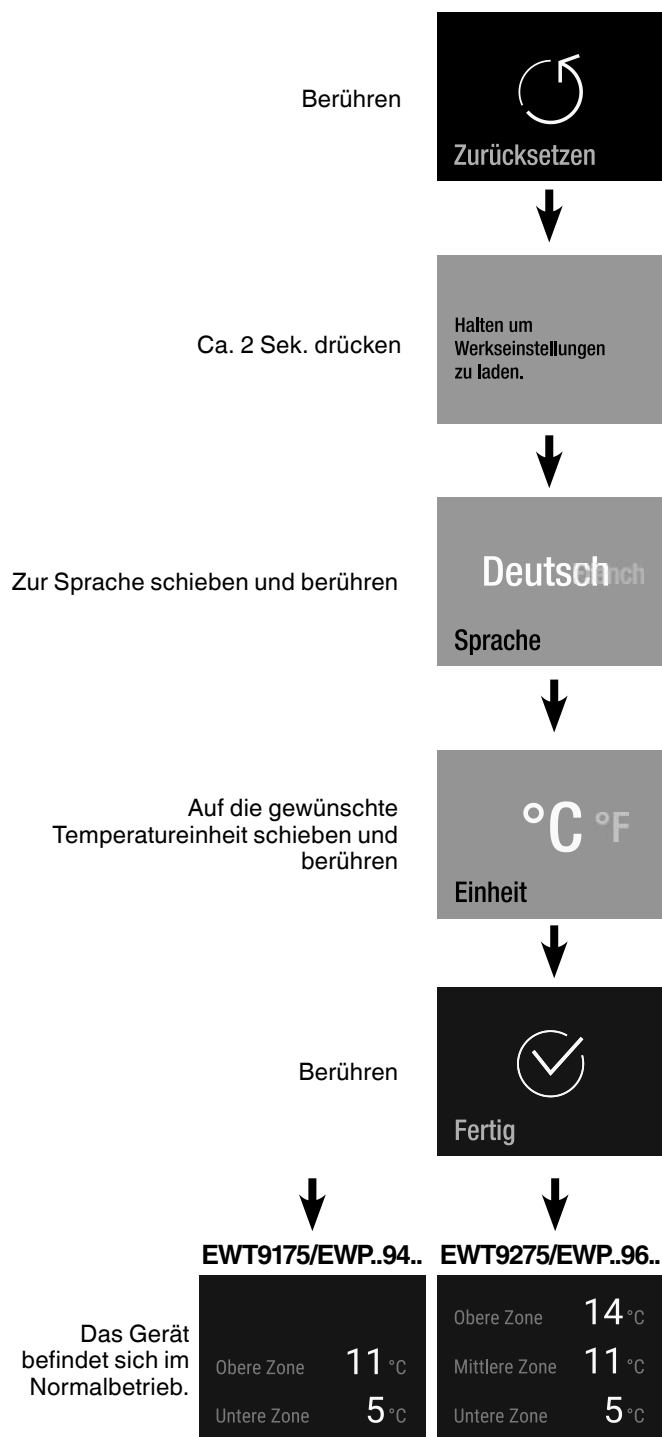 Berühren
Zurücksetzen
Ca. 2 Sek. drücken
Halten um
Werkseinstellungen
zu laden.
Zur Sprache schieben und berühren
Deutsch
Sprache
Auf die gewünschte
Temperatureinheit schieben und
berühren
°C °F
Einheit
Berühren
Fertig
EWT9175/EWP..94..
EWT9275/EWP..96..
Das Gerät
befindet sich im
Normalbetrieb.
Obere Zone 11 °C
Untere Zone 5 °C
Obere Zone 14 °C
Mittlere Zone 11 °C
Untere Zone 5 °C